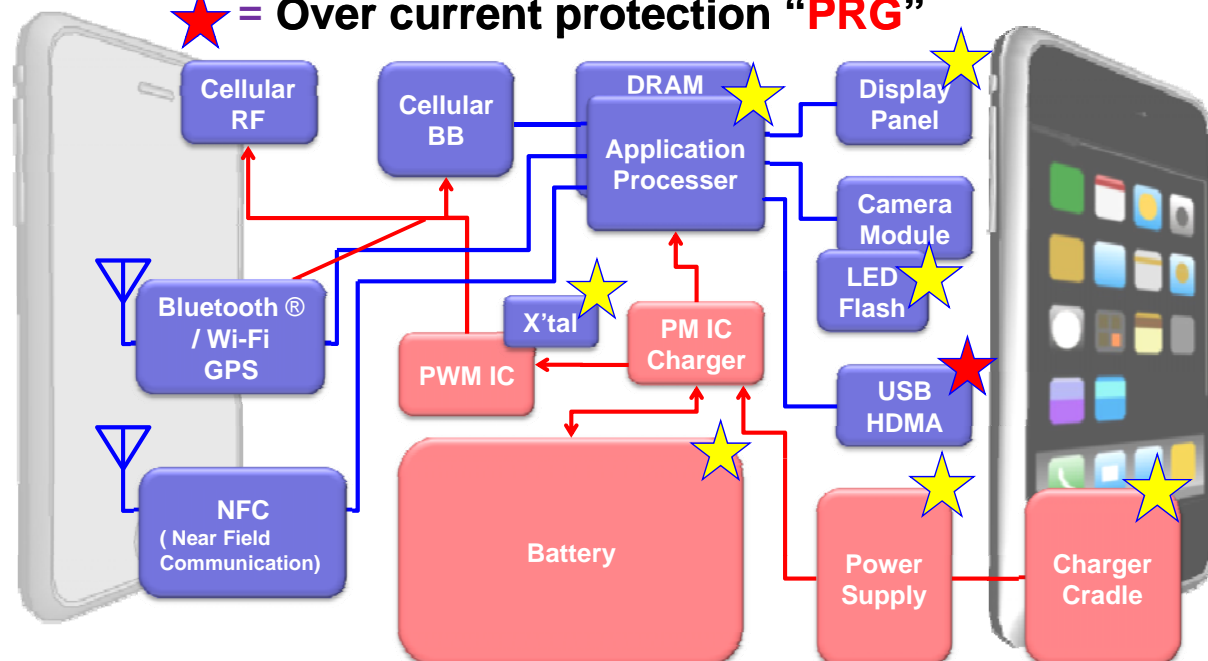 = Over current protection “PRG”
Cellular
RF
Cellular
BB
DRAM
Application
Processer
Display
Panel
Camera
Module
LED
Flash
Bluetooth ®
/ Wi-Fi
GPS
X’tal
PM IC
Charger
PWM IC
USB
HDMA
NFC
( Near Field
Communication)
Battery
Power
Supply
Charger
Cradle